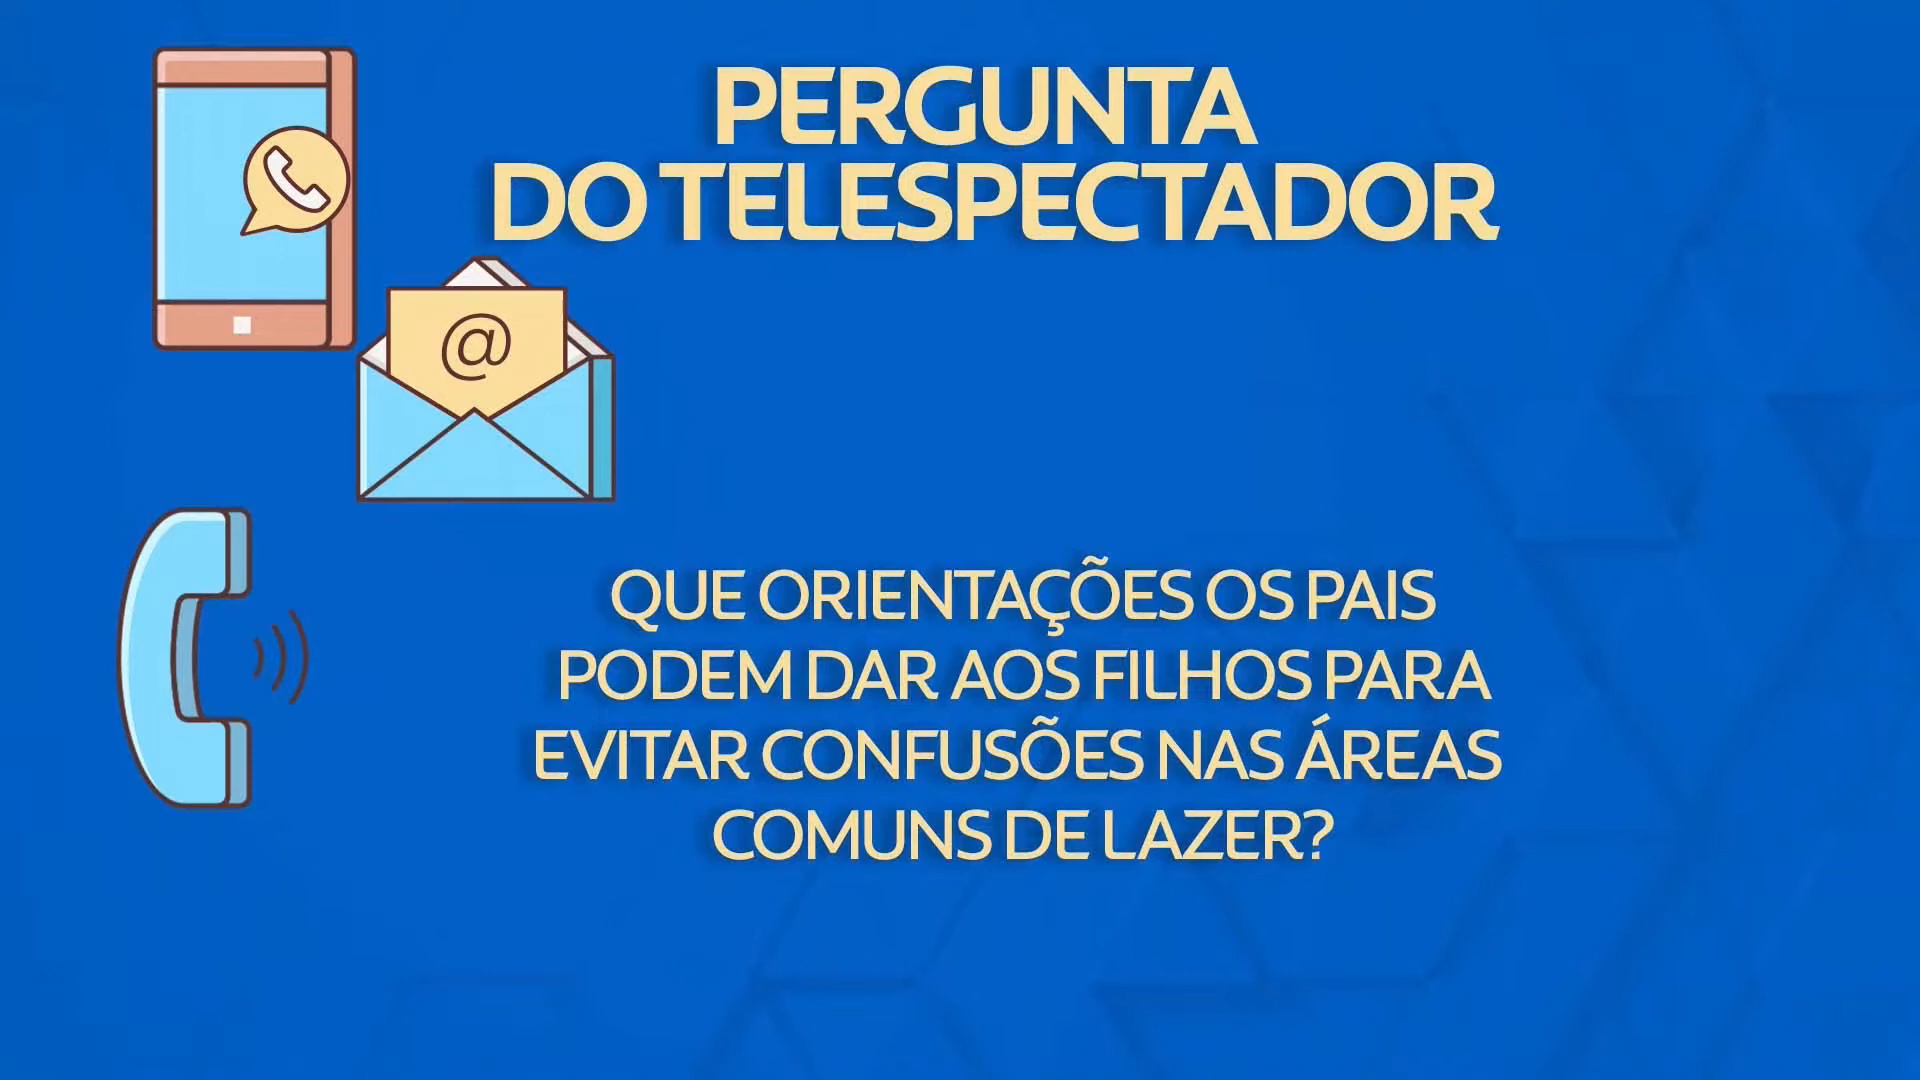 PERGUNTA
DO TELESPECTADOR
@
QUE ORIENTAÇÕES OS PAIS
PODEM DAR AOS FILHOS PARA
EVITAR CONFUSÕES NAS ÁREAS
COMUNS DE LAZER?